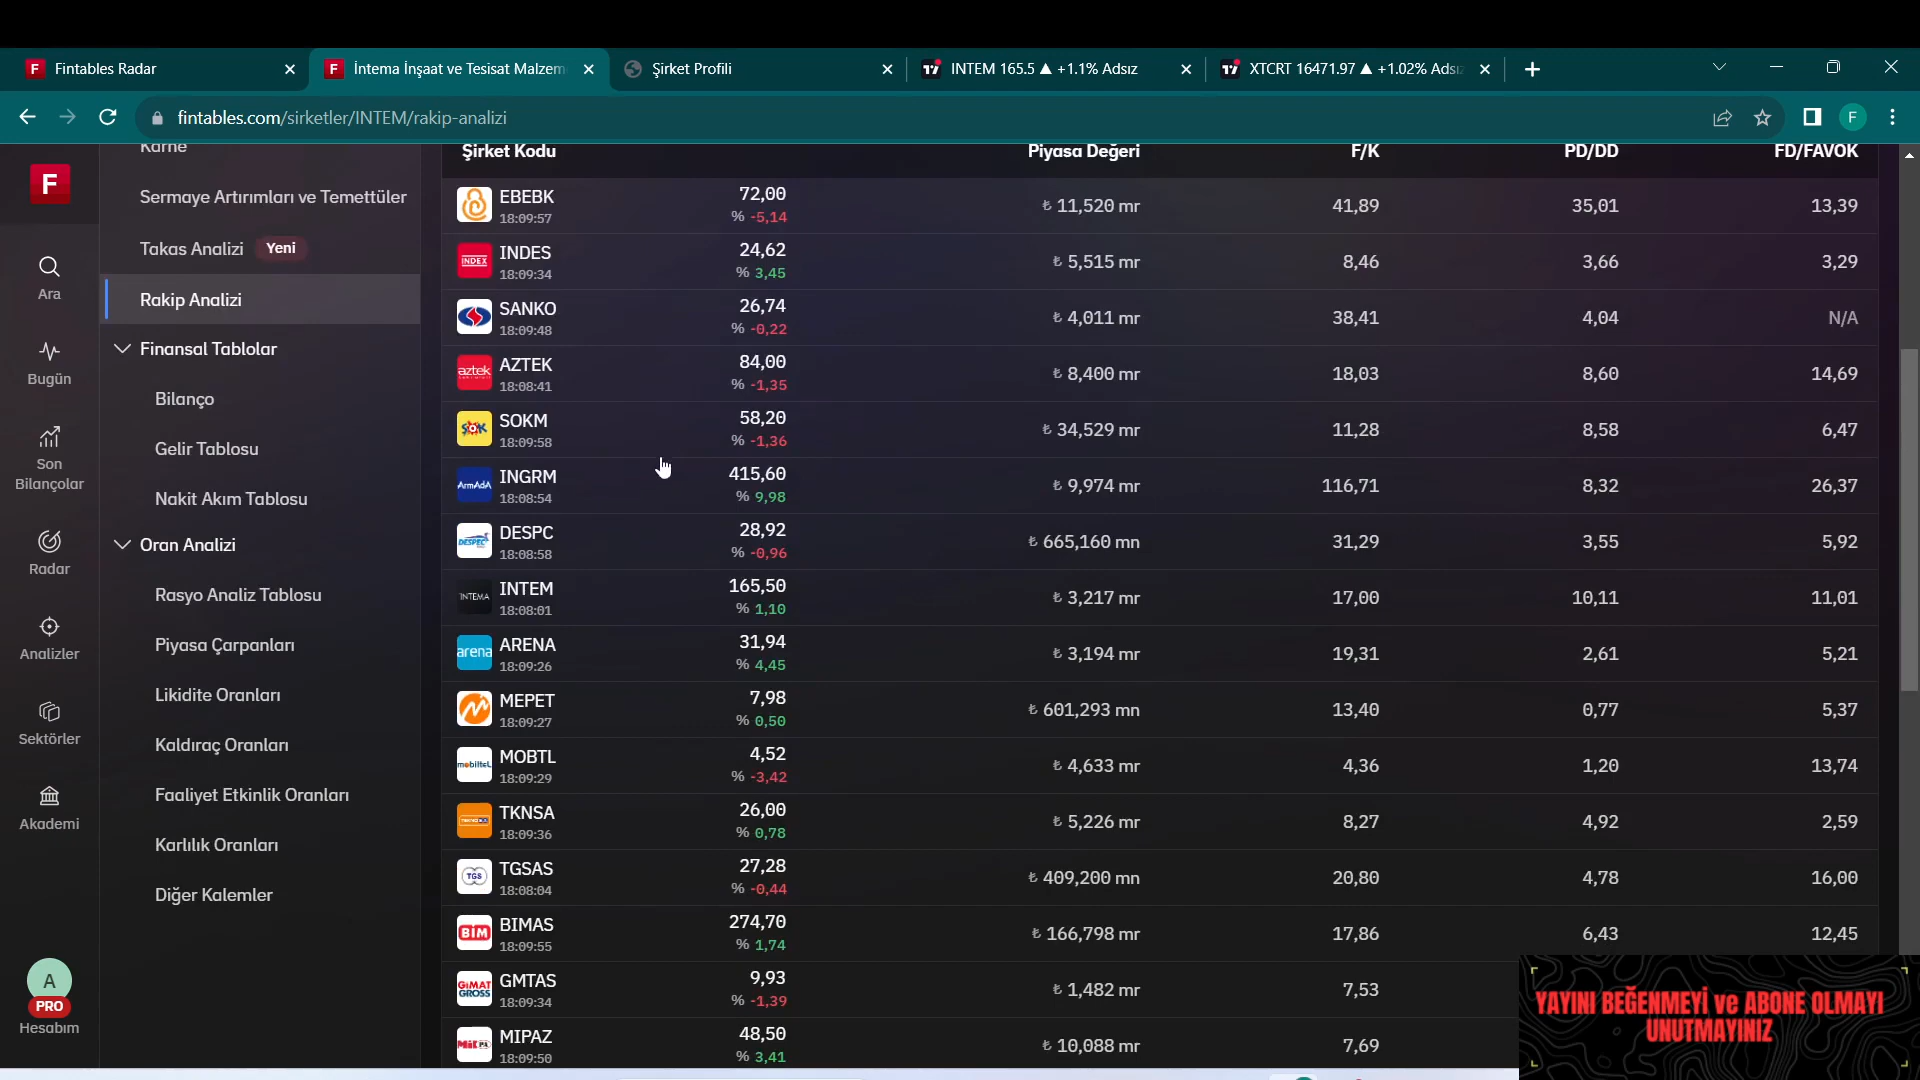 Fintables Radar
İntema İnşaat ve Tesisat Malzem
Şirket Profili
INTEM 165.5 ▲ +1.1% Adsız
XTCRT 16471.97 ▲ +1.02% Adsız
fintables.com/sirketler/INTEM/rakip-analizi
F
F
Ara
Bugün
Son
Bilançolar
Radar
Analizler
Sektörler
Akademi
A
PRO
Hesabım
Karne
Sermaye Artırımları ve Temettüler
Takas Analizi Yeni
Rakip Analizi
Finansal Tablolar
Bilanço
Gelir Tablosu
Nakit Akım Tablosu
Oran Analizi
Rasyo Analiz Tablosu
Piyasa Çarpanları
Likidite Oranları
Kaldıraç Oranları
Faaliyet Etkinlik Oranları
Karlılık Oranları
Diğer Kalemler
Şirket Kodu Piyasa Değeri F/K PD/DD FD/FAVOK
EBEBK 72,00 ₺ 11,520 mr 41,89 35,01 13,39
18:09:57 % -5,14
INDEX INDES 24,62 ₺ 5,515 mr 8,46 3,66 3,29
18:09:34 % 3,45
SANKO 26,74 ₺ 4,011 mr 38,41 4,04 N/A
18:09:48 % -0,22
aztek AZTEK 84,00 ₺ 8,400 mr 18,03 8,60 14,69
18:08:41 % -1,35
ŞOK SOKM 58,20 ₺ 34,529 mr 11,28 8,58 6,47
18:09:58 % -1,36
ArmAdA INGRM 415,60 ₺ 9,974 mr 116,71 8,32 26,37
18:08:54 % 9,98
DESPEC DESPC 28,92 ₺ 665,160 mn 31,29 3,55 5,92
18:08:58 % -0,96
INTEMA INTEM 165,50 ₺ 3,217 mr 17,00 10,11 11,01
18:08:01 % 1,10
arena ARENA 31,94 ₺ 3,194 mr 19,31 2,61 5,21
18:09:26 % 4,45
MEPET 7,98 ₺ 601,293 mn 13,40 0,77 5,37
18:09:27 % 0,50
mobiltel MOBTL 4,52 ₺ 4,633 mr 4,36 1,20 13,74
18:09:29 % -3,42
TKNSA 26,00 ₺ 5,226 mr 8,27 4,92 2,59
18:09:36 % 0,78
TGS TGSAS 27,28 ₺ 409,200 mn 20,80 4,78 16,00
18:08:04 % -0,44
BİM BIMAS 274,70 ₺ 166,798 mr 17,86 6,43 12,45
18:09:55 % 1,74
GİMAT GROSS GMTAS 9,93 ₺ 1,482 mr 7,53
18:09:34 % -1,39
MIPAZ 48,50 ₺ 10,088 mr 7,69
18:09:50 % 3,41
YAYINI BEĞENMEYİ ve ABONE OLMAYI
UNUTMAYINIZ